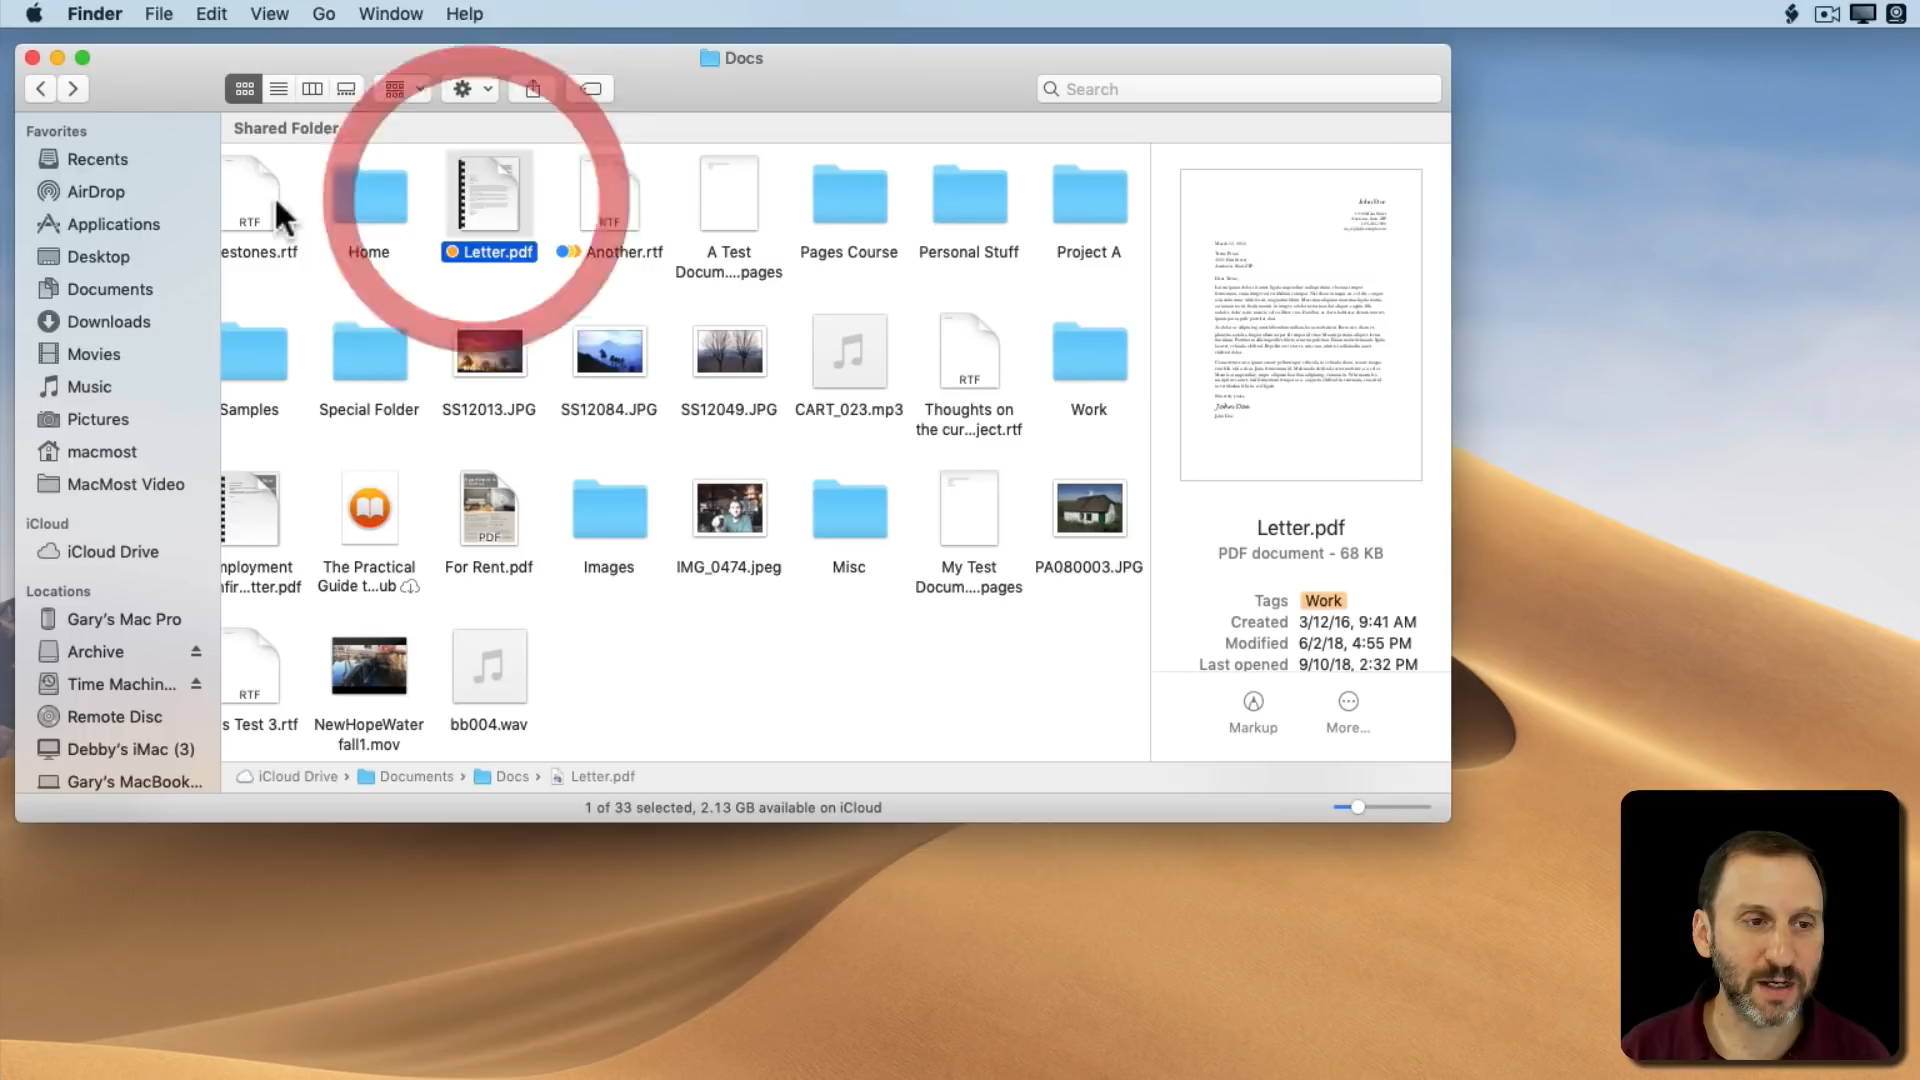 Finder File Edit View Go Window Help
Docs
Search
Favorites
Recents
AirDrop
Applications
Desktop
Documents
Downloads
Movies
Music
Pictures
macmost
MacMost Video
iCloud
iCloud Drive
Locations
Gary's Mac Pro
Archive
Time Machin...
Remote Disc
Debby's iMac (3)
Gary's MacBook...
Shared Folder
RTF
RTF
estones.rtf
Home
Letter.pdf
Another.rtf
A Test
Docum....pages
Pages Course
Personal Stuff
Project A
RTF
Samples
Special Folder
SS12013.JPG
SS12084.JPG
SS12049.JPG
CART_023.mp3
Thoughts on
the cur...ject.rtf
Work
PDF
nployment
nfir...tter.pdf
The Practical
Guide t...ub
For Rent.pdf
Images
IMG_0474.jpeg
Misc
My Test
Docum....pages
PA080003.JPG
RTF
s Test 3.rtf
NewHopeWater
fall1.mov
bb004.wav
John Doe
Letter.pdf
PDF document - 68 KB
Tags Work
Created 3/12/16, 9:41 AM
Modified 6/2/18, 4:55 PM
Last opened 9/10/18, 2:32 PM
Markup
More...
iCloud Drive › Documents › Docs › Letter.pdf
1 of 33 selected, 2.13 GB available on iCloud